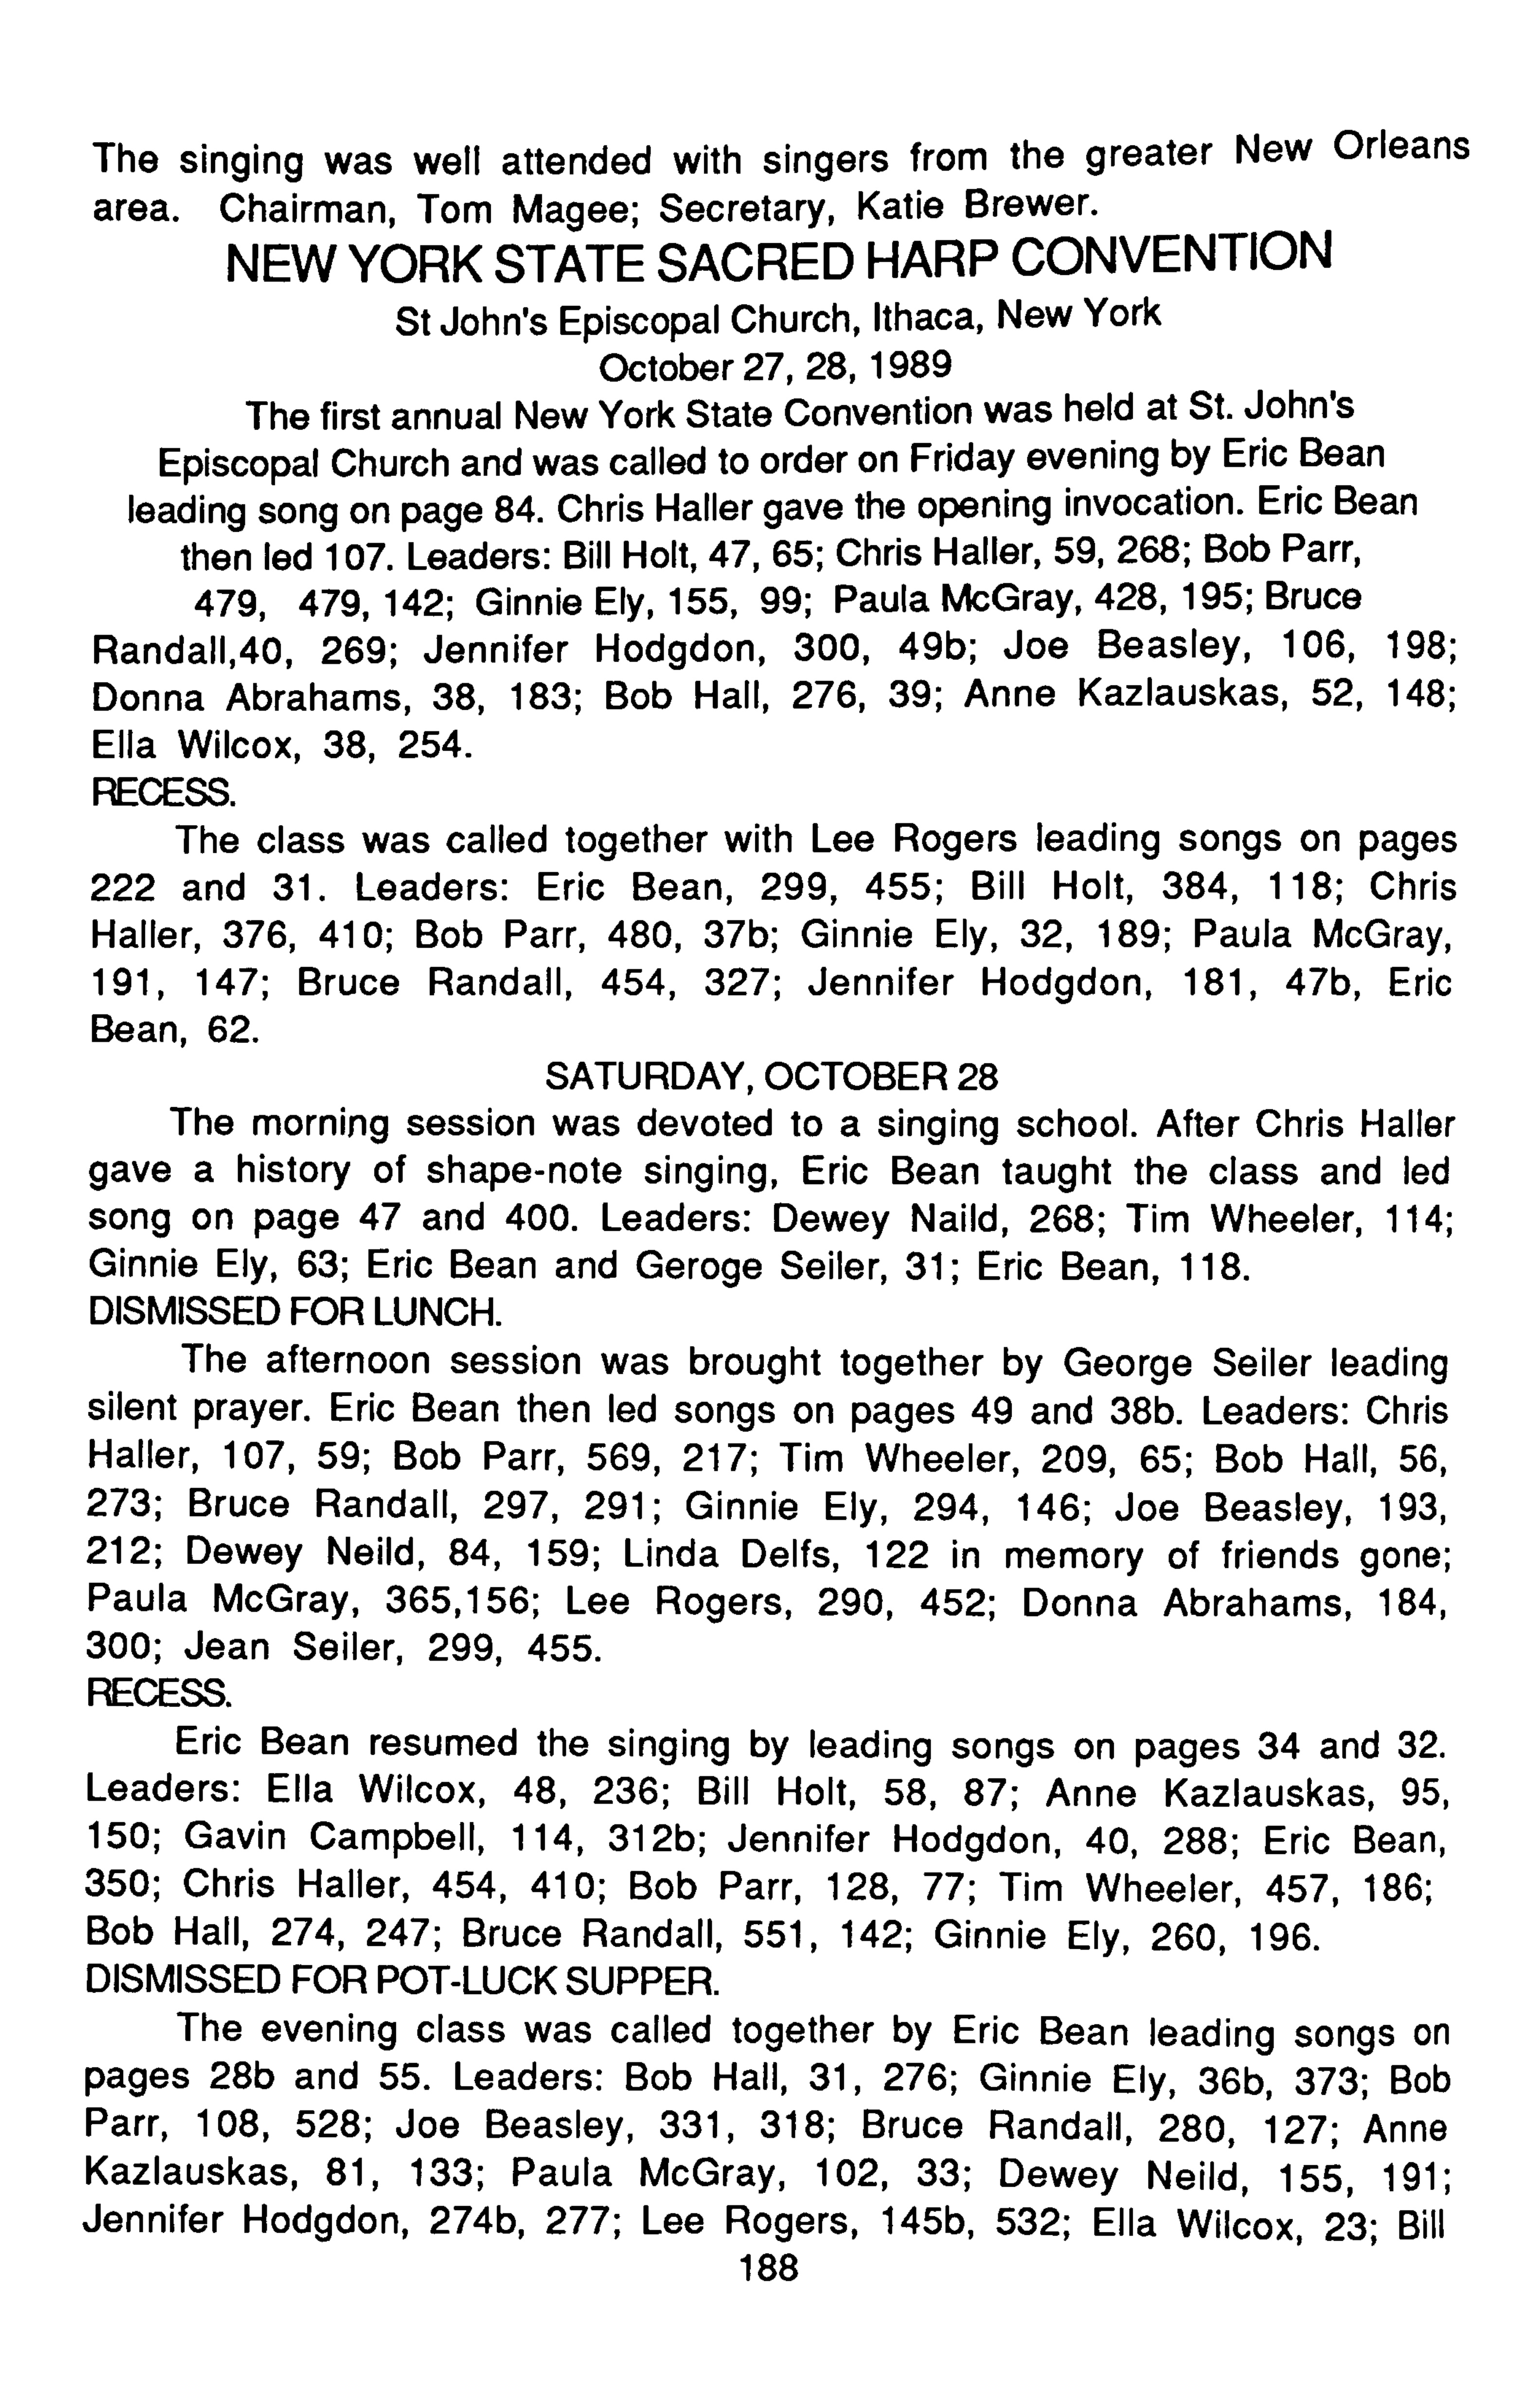 The singing was well attended with singers from the greater New Orleans
area. Chairman, Tom Magee; Secretary, Katie Brewer.
NEW YORK STATE SACRED HARP CONVENTION
St John's Episcopal Church, Ithaca, New York
October 27, 28, 1989
The first annual New York State Convention was held at St. John's
Episcopal Church and was called to order on Friday evening by Eric Bean
leading song on page 84. Chris Haller gave the opening invocation. Eric Bean
then led 107. Leaders: Bill Holt, 47, 65; Chris Haller, 59, 268; Bob Parr,
479, 479, 142; Ginnie Ely, 155, 99; Paula McGray, 428, 195; Bruce
Randall,40, 269; Jennifer Hodgdon, 300, 49b; Joe Beasley, 106, 198;
Donna Abrahams, 38, 183; Bob Hall, 276, 39; Anne Kazlauskas, 52, 148;
Ella Wilcox, 38, 254.
RECESS.
The class was called together with Lee Rogers leading songs on pages
222 and 31. Leaders: Eric Bean, 299, 455; Bill Holt, 384, 118; Chris
Haller, 376, 410; Bob Parr, 480, 37b; Ginnie Ely, 32, 189; Paula McGray,
191, 147; Bruce Randall, 454, 327; Jennifer Hodgdon, 181, 47b, Eric
Bean, 62.
SATURDAY, OCTOBER 28
The morning session was devoted to a singing school. After Chris Haller
gave a history of shape-note singing, Eric Bean taught the class and led
song on page 47 and 400. Leaders: Dewey Naild, 268; Tim Wheeler, 114;
Ginnie Ely, 63; Eric Bean and Geroge Seiler, 31; Eric Bean, 118.
DISMISSED FOR LUNCH.
The afternoon session was brought together by George Seiler leading
silent prayer. Eric Bean then led songs on pages 49 and 38b. Leaders: Chris
Haller, 107, 59; Bob Parr, 569, 217; Tim Wheeler, 209, 65; Bob Hall, 56,
273; Bruce Randall, 297, 291; Ginnie Ely, 294, 146; Joe Beasley, 193,
212; Dewey Neild, 84, 159; Linda Delfs, 122 in memory of friends gone;
Paula McGray, 365,156; Lee Rogers, 290, 452; Donna Abrahams, 184,
300; Jean Seiler, 299, 455.
RECESS.
Eric Bean resumed the singing by leading songs on pages 34 and 32.
Leaders: Ella Wilcox, 48, 236; Bill Holt, 58, 87; Anne Kazlauskas, 95,
150; Gavin Campbell, 114, 312b; Jennifer Hodgdon, 40, 288; Eric Bean,
350; Chris Haller, 454, 410; Bob Parr, 128, 77; Tim Wheeler, 457, 186;
Bob Hall, 274, 247; Bruce Randall, 551, 142; Ginnie Ely, 260, 196.
DISMISSED FOR POT-LUCK SUPPER.
The evening class was called together by Eric Bean leading songs on
pages 28b and 55. Leaders: Bob Hall, 31, 276; Ginnie Ely, 36b, 373; Bob
Parr, 108, 528; Joe Beasley, 331, 318; Bruce Randall, 280, 127; Anne
Kazlauskas, 81, 133; Paula McGray, 102, 33; Dewey Neild, 155, 191;
Jennifer Hodgdon, 274b, 277; Lee Rogers, 145b, 532; Ella Wilcox, 23; Bill
188